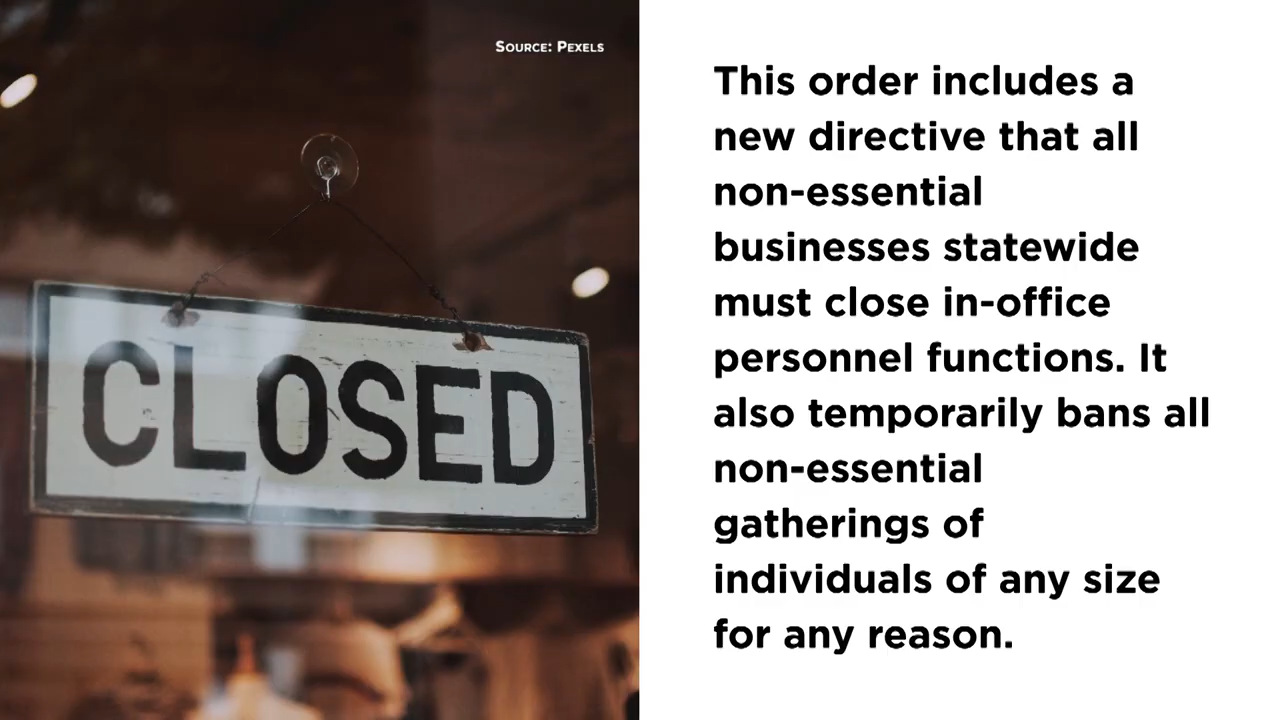 Source: Pexels
CLOSED
This order includes a
new directive that all
non-essential
businesses statewide
must close in-office
personnel functions. It
also temporarily bans all
non-essential
gatherings of
individuals of any size
for any reason.